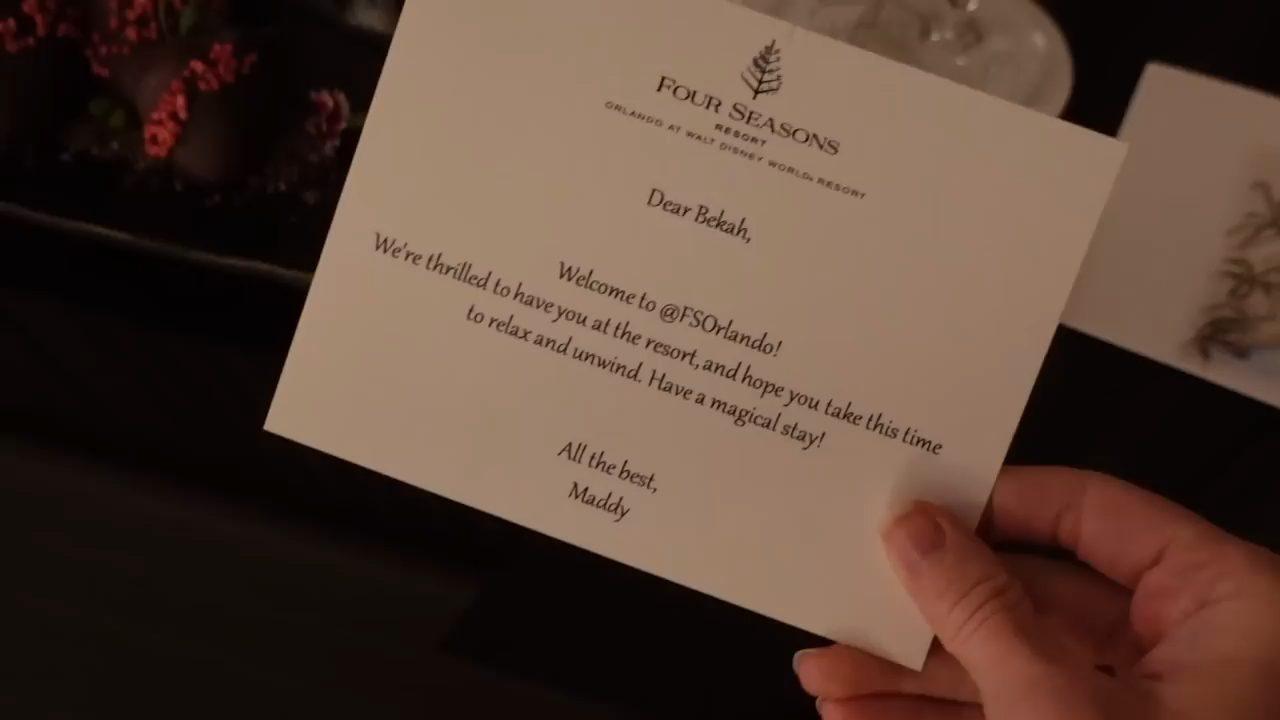 FOUR SEASONS
RESORT
ORLANDO AT WALT DISNEY WORLD® RESORT
Dear Bekah,
Welcome to @FSOrlando!
We're thrilled to have you at the resort, and hope you take this time
to relax and unwind. Have a magical stay!
All the best,
Maddy